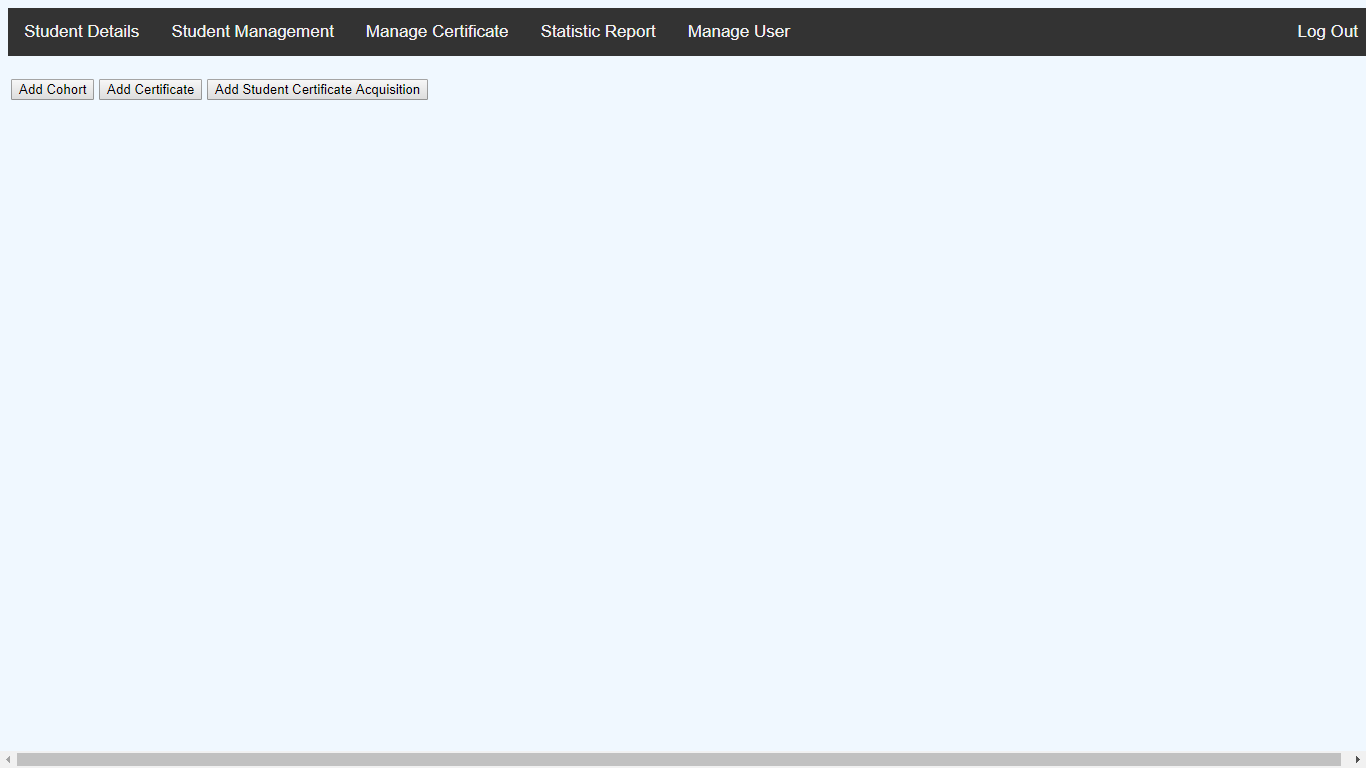 Student Details Student Management Manage Certificate Statistic Report Manage User Log Out
Add Cohort Add Certificate Add Student Certificate Acquisition